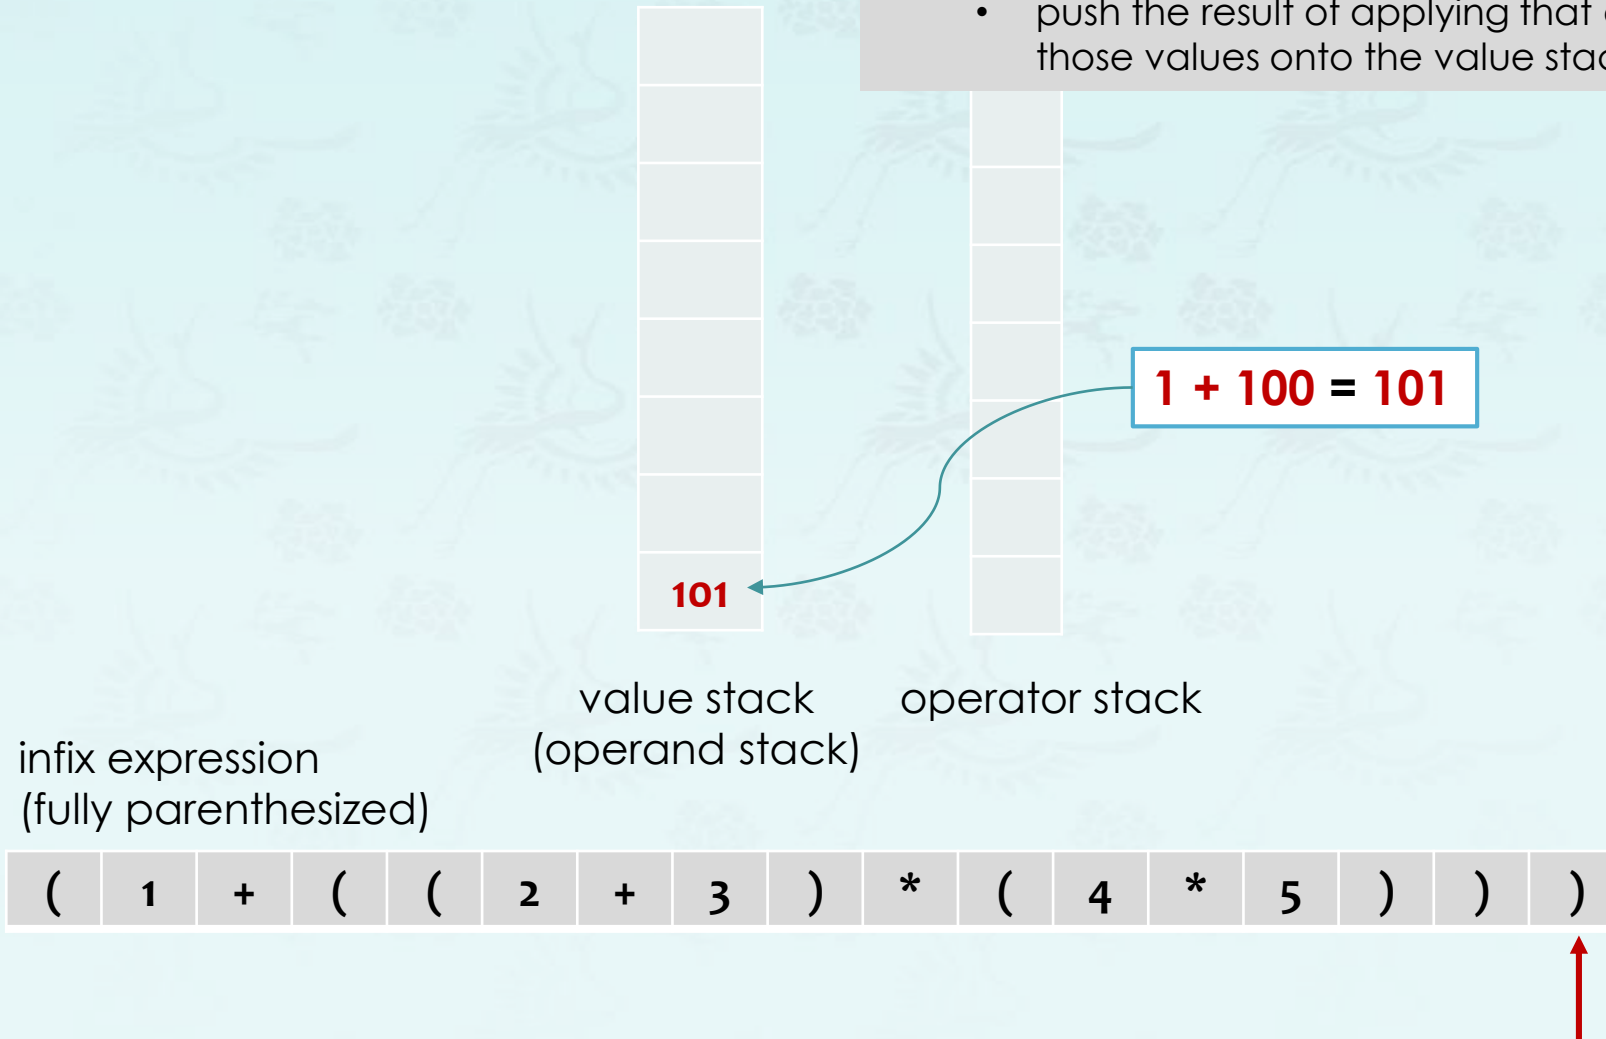 • push the result of applying that
those values onto the value
1 + 100 = 101
101
value stack
(operand stack)
operator stack
infix expression
(fully parenthesized)
( 1 + ( ( 2 + 3 ) * ( 4 * 5 ) ) )